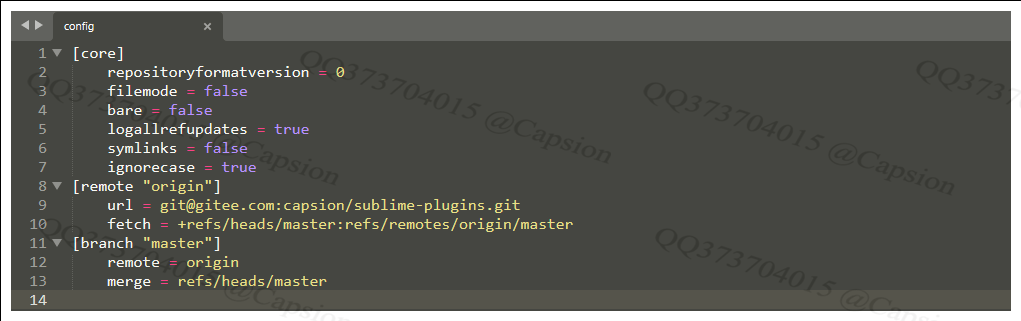 config ×
1 [core]
2 repositoryformatversion = 0
3 filemode = false
4 bare = false
5 logallrefupdates = true
6 symlinks = false
7 ignorecase = true
8 [remote "origin"]
9 url = git@gitee.com:capsion/sublime-plugins.git
10 fetch = +refs/heads/master:refs/remotes/origin/master
11 [branch "master"]
12 remote = origin
13 merge = refs/heads/master
14
QQ373704015 @Capsion
QQ373704015 @Capsion
QQ373704015 @Capsion
QQ373704015 @Capsion
QQ37370